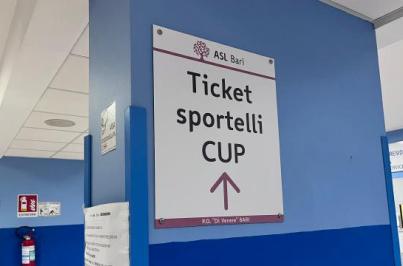 ASL Bari
Ticket
sportelli
CUP
P.O. "Di Venere" BARI